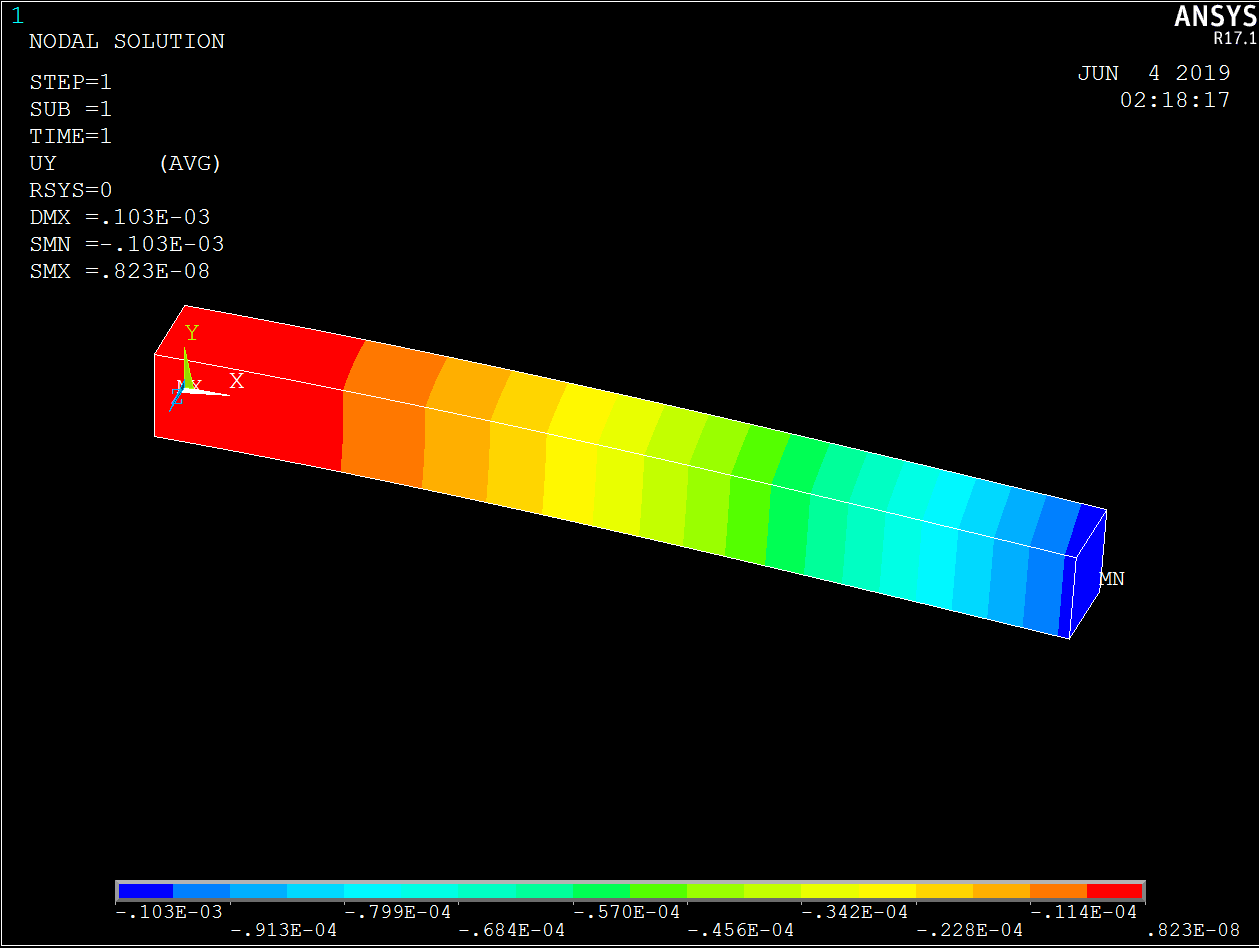 1
ANSYS
R17.1
NODAL SOLUTION
JUN  4 2019
02:18:17
STEP=1
SUB =1
TIME=1
UY       (AVG)
RSYS=0
DMX =.103E-03
SMN =-.103E-03
SMX =.823E-08
Y
MX X
Z
MN
-.103E-03 -.799E-04 -.570E-04 -.342E-04 -.114E-04
-.913E-04 -.684E-04 -.456E-04 -.228E-04 .823E-08